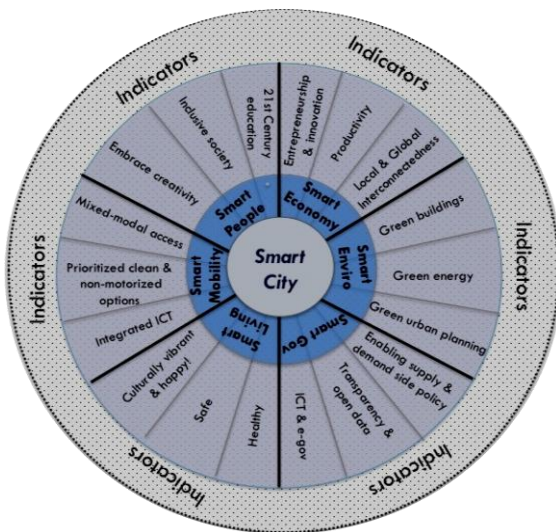 Smart
City
Smart
People
Smart
Economy
Smart
Enviro
Smart Gov
Smart
Living
Smart
Mobility
21st Century
education
Inclusive society
Embrace creativity
Entrepreneurship
& innovation
Productivity
Local & Global
Interconnectedness
Green buildings
Green energy
Green urban planning
Enabling supply &
demand side policy
Transparency &
open data
ICT & e-gov
Healthy
Safe
Culturally vibrant
& happy!
Integrated ICT
Prioritized clean &
non-motorized
options
Mixed-modal access
Indicators
Indicators
Indicators
Indicators
Indicators
Indicators